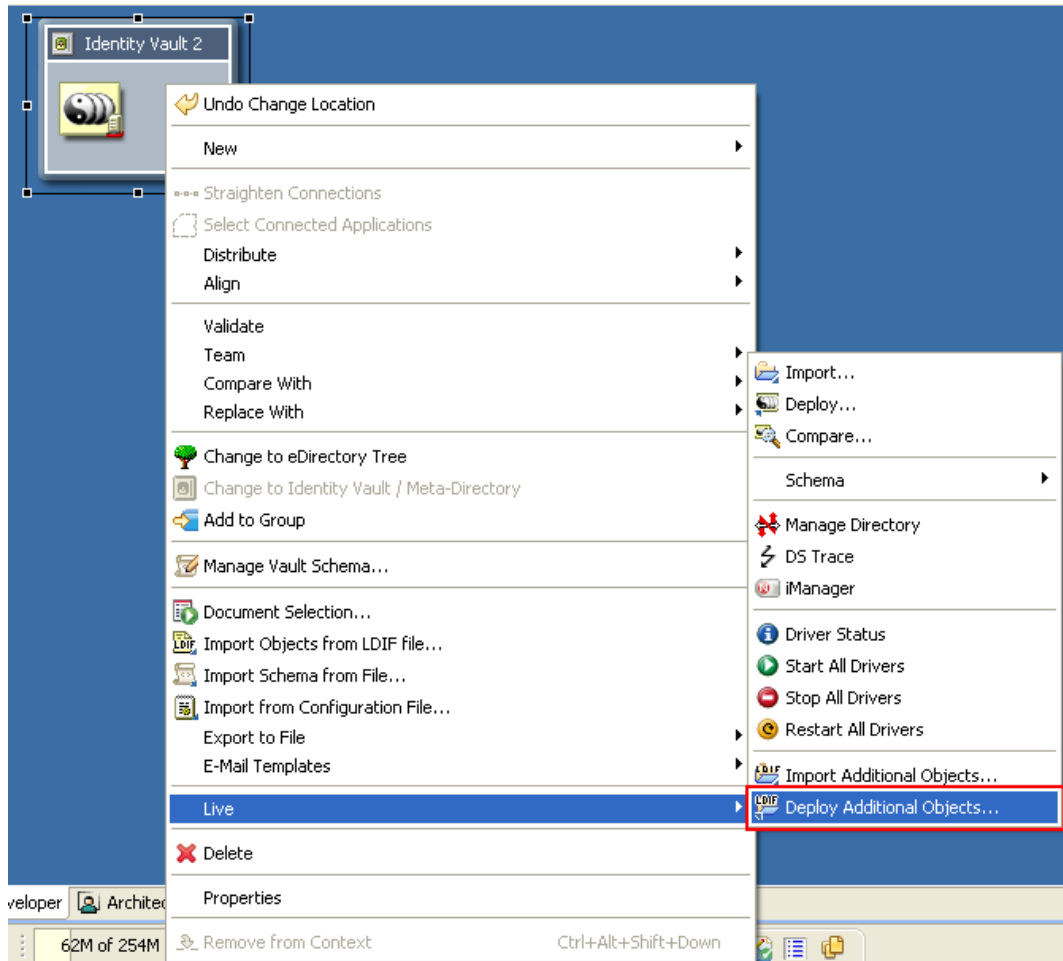 Identity Vault 2
Undo Change Location
New
Straighten Connections
Select Connected Applications
Distribute
Align
Validate
Team
Compare With
Replace With
Change to eDirectory Tree
Change to Identity Vault / Meta-Directory
Add to Group
Manage Vault Schema...
Document Selection...
Import Objects from LDIF file...
Import Schema from File...
Import from Configuration File...
Export to File
E-Mail Templates
Live
Delete
Properties
Remove from Context Ctrl+Alt+Shift+Down
Import...
Deploy...
Compare...
Schema
Manage Directory
DS Trace
iManager
Driver Status
Start All Drivers
Stop All Drivers
Restart All Drivers
Import Additional Objects...
LDIF Deploy Additional Objects...
veloper Architec
62M of 254M